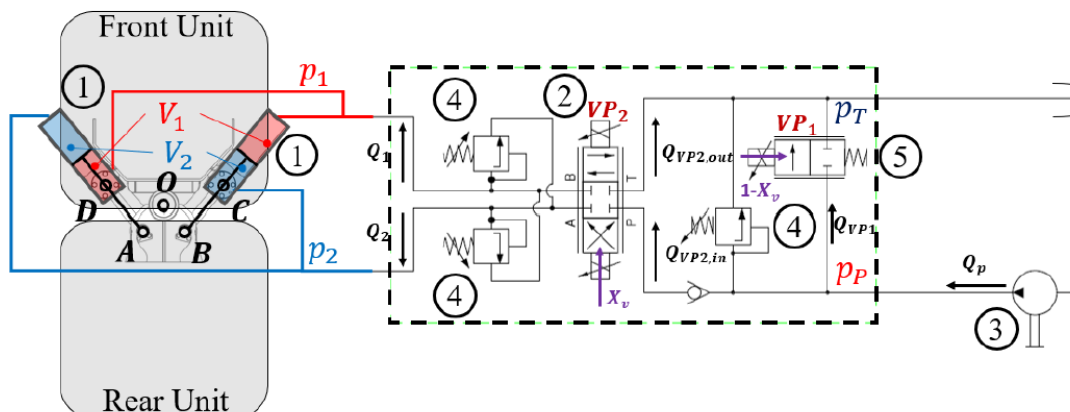 Front Unit
1
p1
V1
V2
1
O
D
C
A
B
p2
Rear Unit
4
2
VP2
Q1
Q2
B
T
A
P
4
Xv
QVP2,out
QVP2,in
pT
VP1
1-Xv
5
4
QVP1
pP
Qp
3